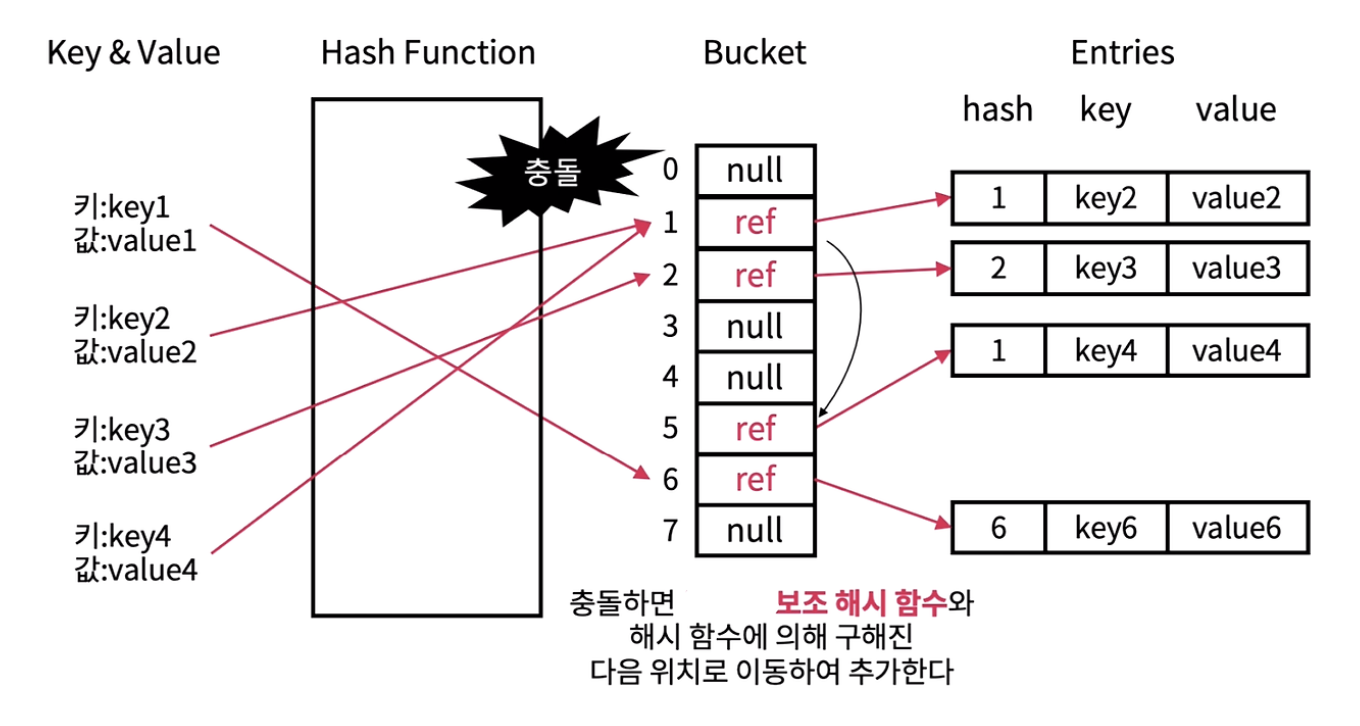 Key & Value
Hash Function
Bucket
Entries
hash key value
충돌
키:key1
값:value1
키:key2
값:value2
키:key3
값:value3
키:key4
값:value4
0 null
1 ref
2 ref
3 null
4 null
5 ref
6 ref
7 null
1 key2 value2
2 key3 value3
1 key4 value4
6 key6 value6
충돌하면 보조 해시 함수와
해시 함수에 의해 구해진
다음 위치로 이동하여 추가한다